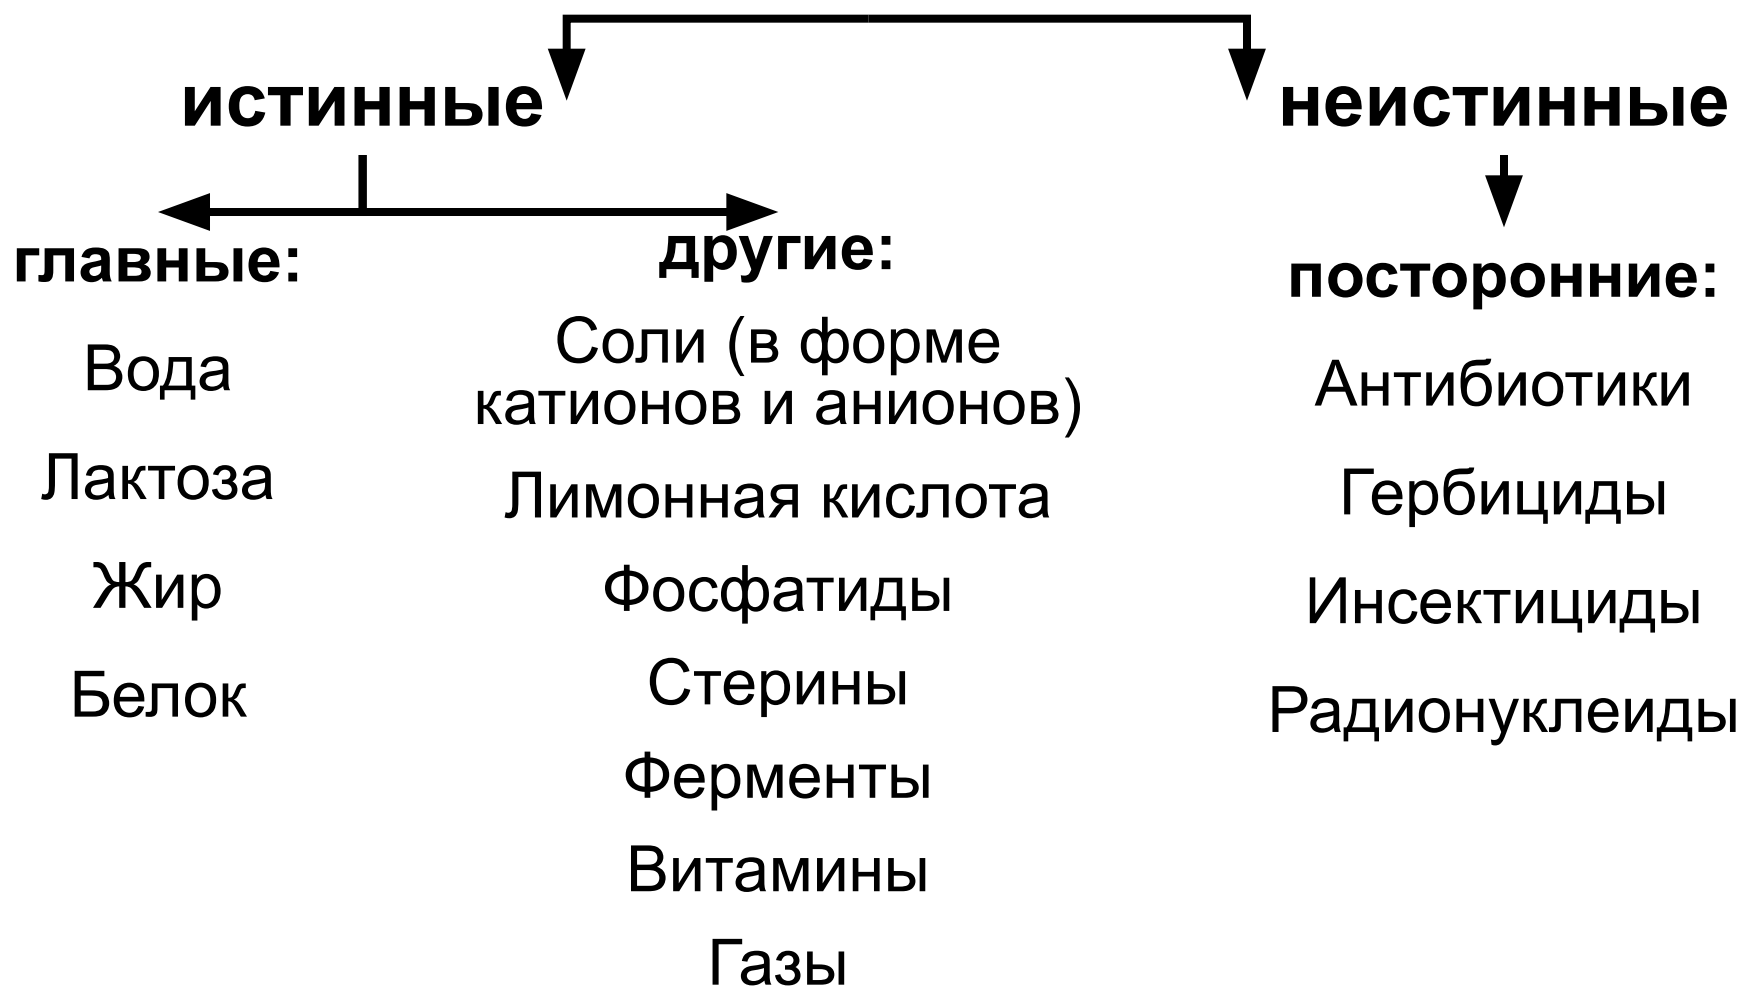 истинные
неистинные
главные:
Вода
Лактоза
Жир
Белок
другие:
Соли (в форме
катионов и анионов)
Лимонная кислота
Фосфатиды
Стерины
Ферменты
Витамины
Газы
посторонние:
Антибиотики
Гербициды
Инсектициды
Радионуклеиды